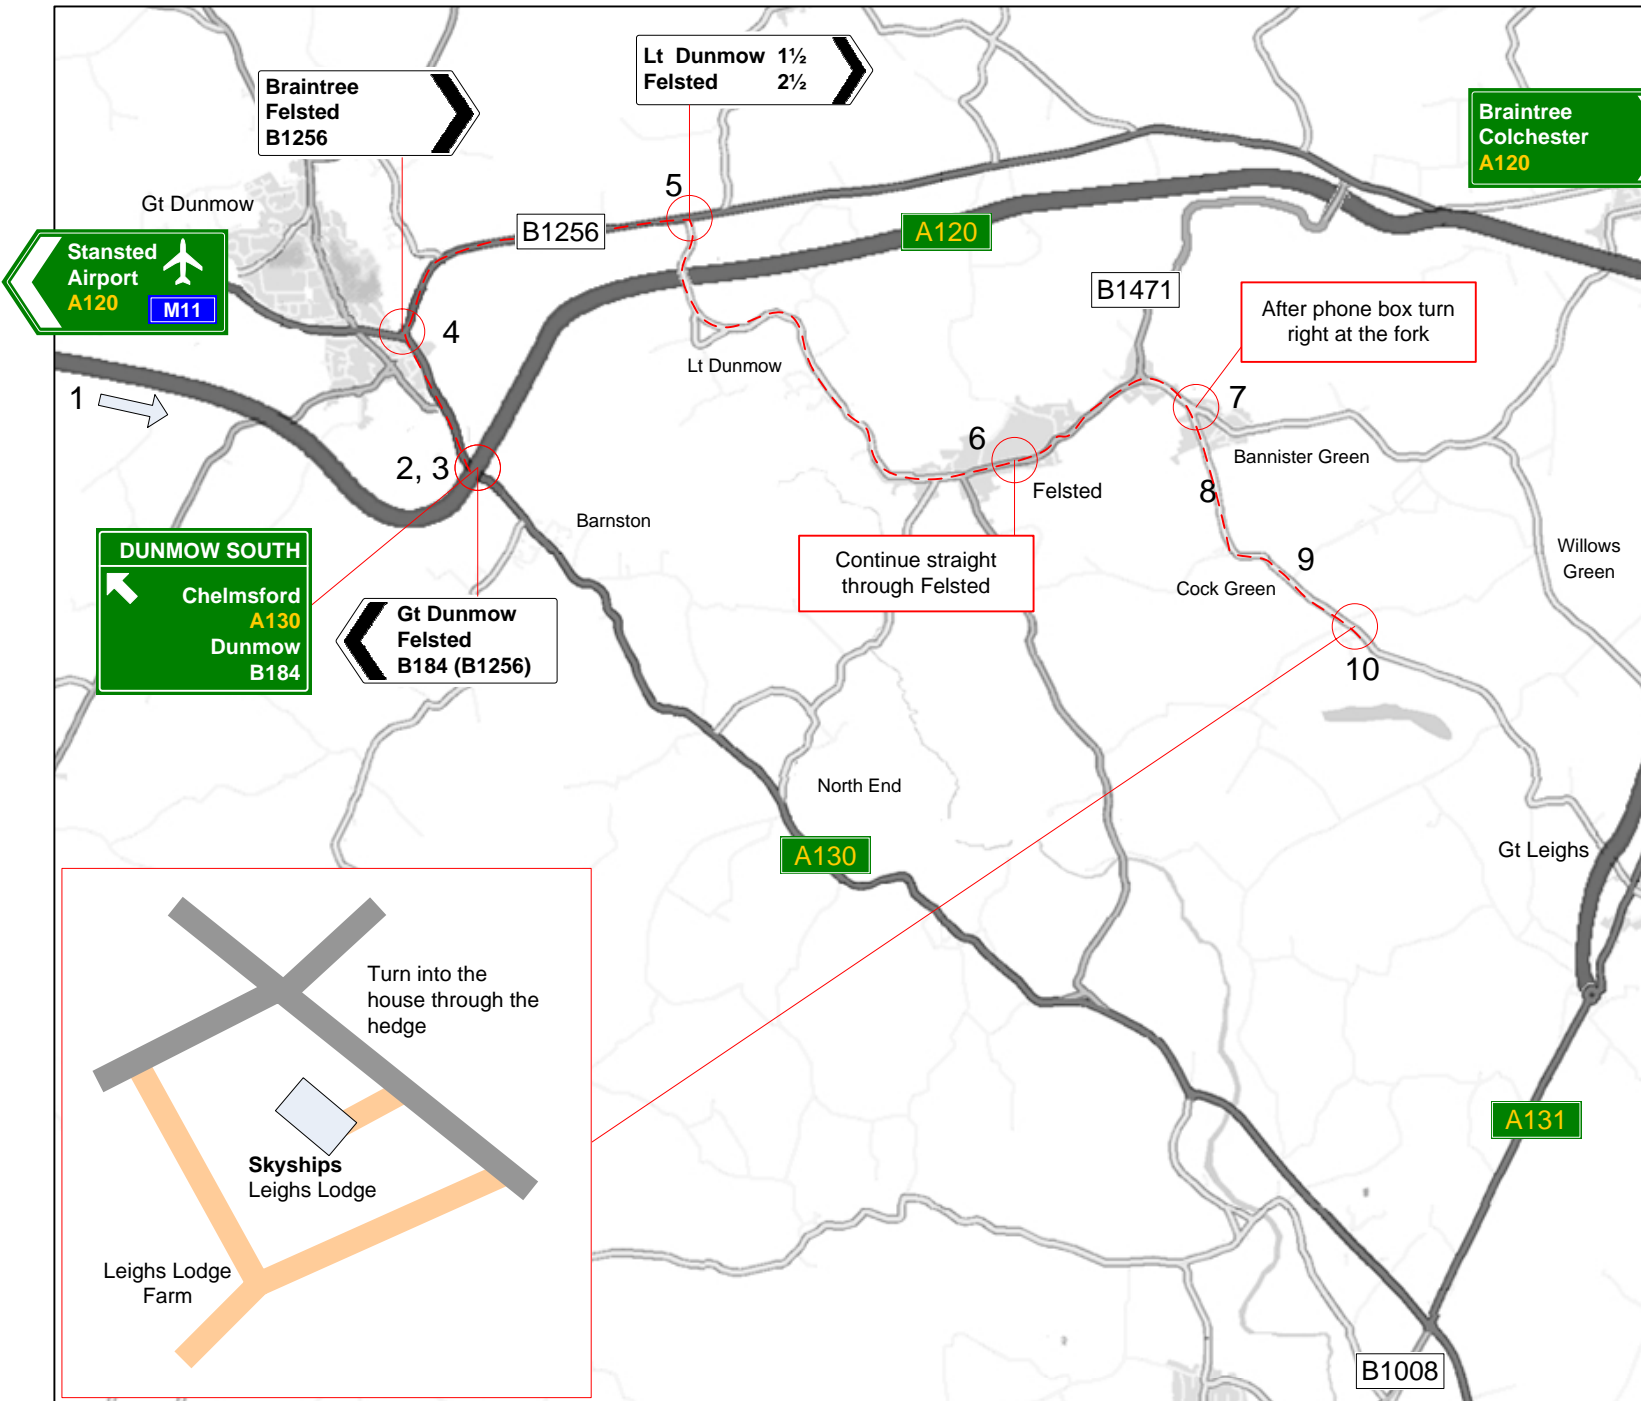 Lt Dunmow 1½
Felsted 2½
Braintree
Felsted
B1256
Braintree
Colchester
A120
5
Gt Dunmow
B1256
A120
Stansted
Airport
A120
M11
B1471
After phone box turn
right at the fork
4
Lt Dunmow
1
7
6
2, 3
Bannister Green
Felsted
8
Barnston
DUNMOW SOUTH
Chelmsford
A130
Dunmow
B184
Continue straight
through Felsted
Willows
Green
9
Cock Green
Gt Dunmow
Felsted
B184 (B1256)
10
North End
A130
Gt Leighs
Turn into the
house through the
hedge
A131
Skyships
Leighs Lodge
Leighs Lodge
Farm
B1008